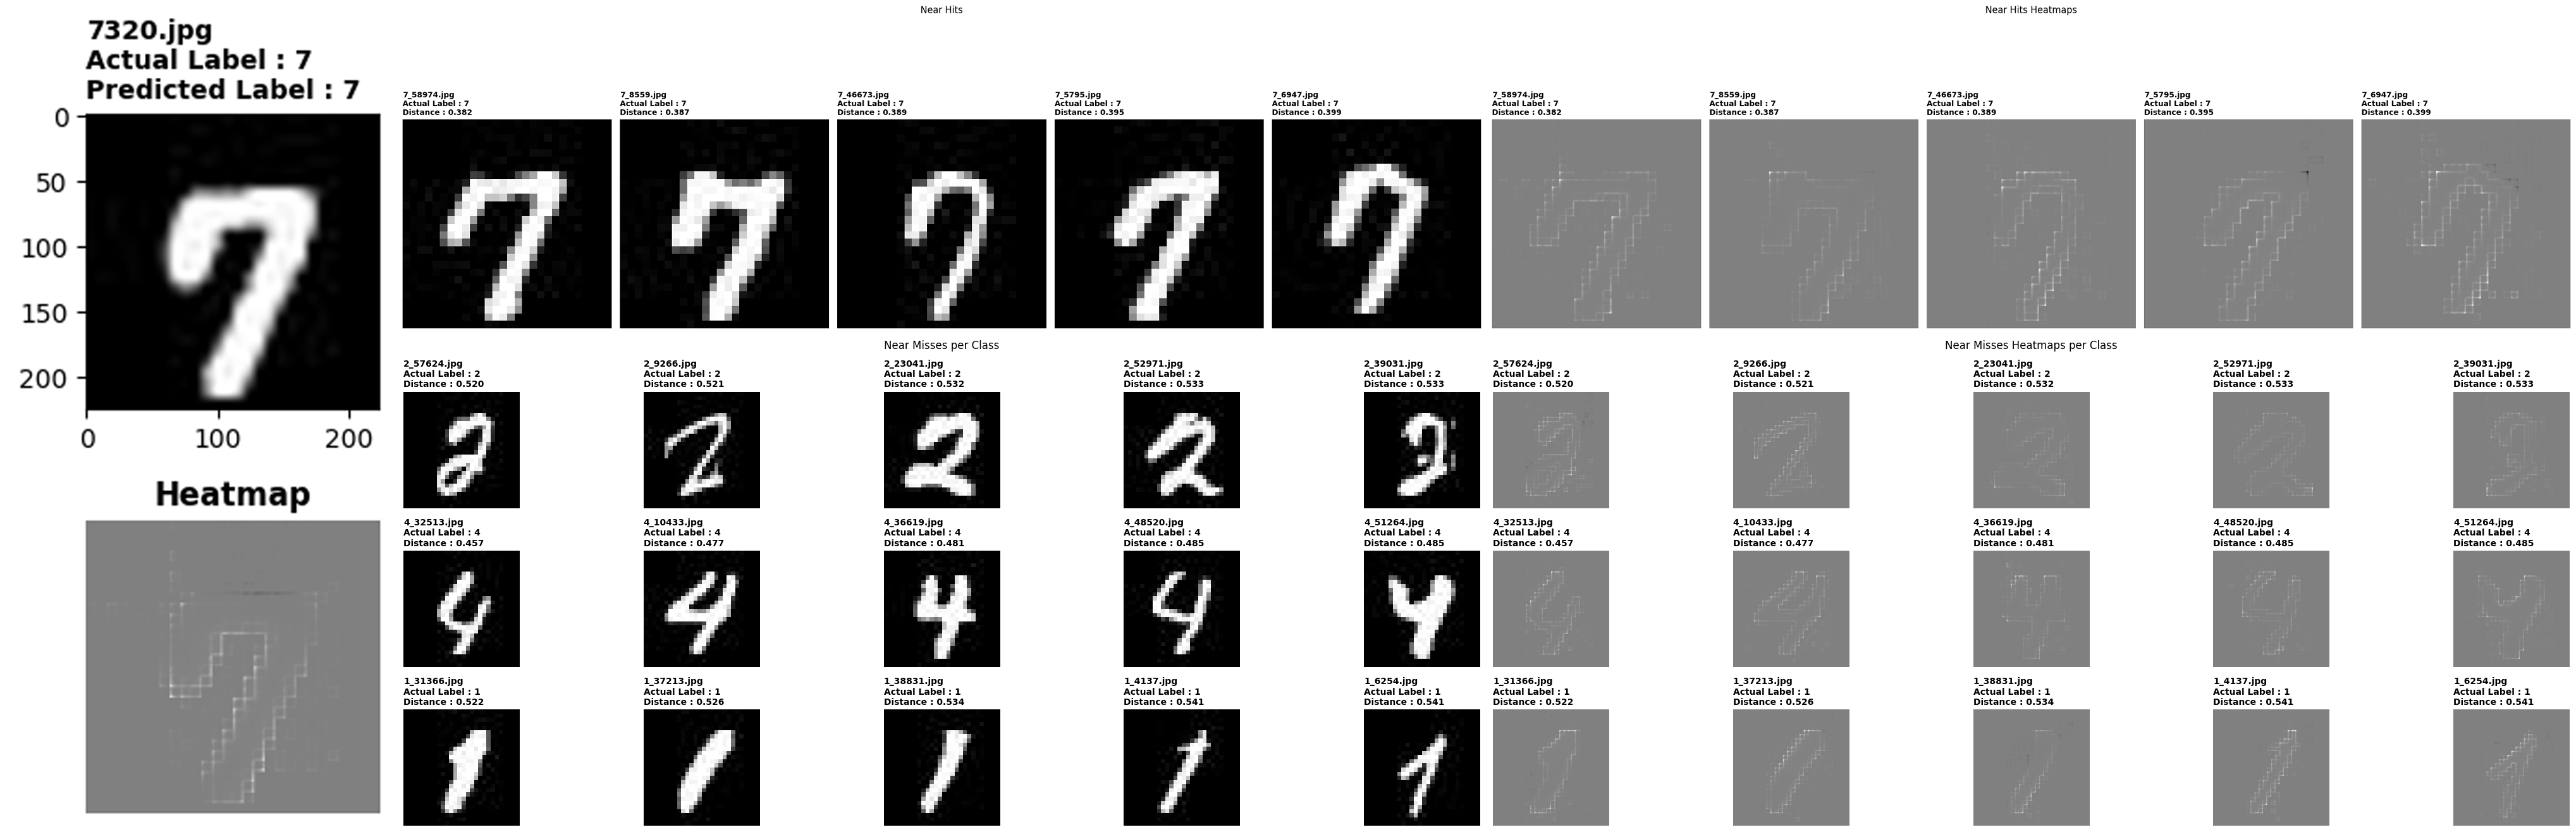 7320.jpg
Actual Label : 7
Predicted Label : 7
0
50
100
150
200
0 100 200
Heatmap
Near Hits
7_58974.jpg
Actual Label : 7
Distance : 0.382
7_8559.jpg
Actual Label : 7
Distance : 0.387
7_46673.jpg
Actual Label : 7
Distance : 0.389
7_5795.jpg
Actual Label : 7
Distance : 0.395
7_6947.jpg
Actual Label : 7
Distance : 0.399
Near Hits Heatmaps
7_58974.jpg
Actual Label : 7
Distance : 0.382
7_8559.jpg
Actual Label : 7
Distance : 0.387
7_46673.jpg
Actual Label : 7
Distance : 0.389
7_5795.jpg
Actual Label : 7
Distance : 0.395
7_6947.jpg
Actual Label : 7
Distance : 0.399
Near Misses per Class
2_57624.jpg
Actual Label : 2
Distance : 0.520
2_9266.jpg
Actual Label : 2
Distance : 0.521
2_23041.jpg
Actual Label : 2
Distance : 0.532
2_52971.jpg
Actual Label : 2
Distance : 0.533
2_39031.jpg
Actual Label : 2
Distance : 0.533
4_32513.jpg
Actual Label : 4
Distance : 0.457
4_10433.jpg
Actual Label : 4
Distance : 0.477
4_36619.jpg
Actual Label : 4
Distance : 0.481
4_48520.jpg
Actual Label : 4
Distance : 0.485
4_51264.jpg
Actual Label : 4
Distance : 0.485
1_31366.jpg
Actual Label : 1
Distance : 0.522
1_37213.jpg
Actual Label : 1
Distance : 0.526
1_38831.jpg
Actual Label : 1
Distance : 0.534
1_4137.jpg
Actual Label : 1
Distance : 0.541
1_6254.jpg
Actual Label : 1
Distance : 0.541
Near Misses Heatmaps per Class
2_57624.jpg
Actual Label : 2
Distance : 0.520
2_9266.jpg
Actual Label : 2
Distance : 0.521
2_23041.jpg
Actual Label : 2
Distance : 0.532
2_52971.jpg
Actual Label : 2
Distance : 0.533
2_39031.jpg
Actual Label : 2
Distance : 0.533
4_32513.jpg
Actual Label : 4
Distance : 0.457
4_10433.jpg
Actual Label : 4
Distance : 0.477
4_36619.jpg
Actual Label : 4
Distance : 0.481
4_48520.jpg
Actual Label : 4
Distance : 0.485
4_51264.jpg
Actual Label : 4
Distance : 0.485
1_31366.jpg
Actual Label : 1
Distance : 0.522
1_37213.jpg
Actual Label : 1
Distance : 0.526
1_38831.jpg
Actual Label : 1
Distance : 0.534
1_4137.jpg
Actual Label : 1
Distance : 0.541
1_6254.jpg
Actual Label : 1
Distance : 0.541